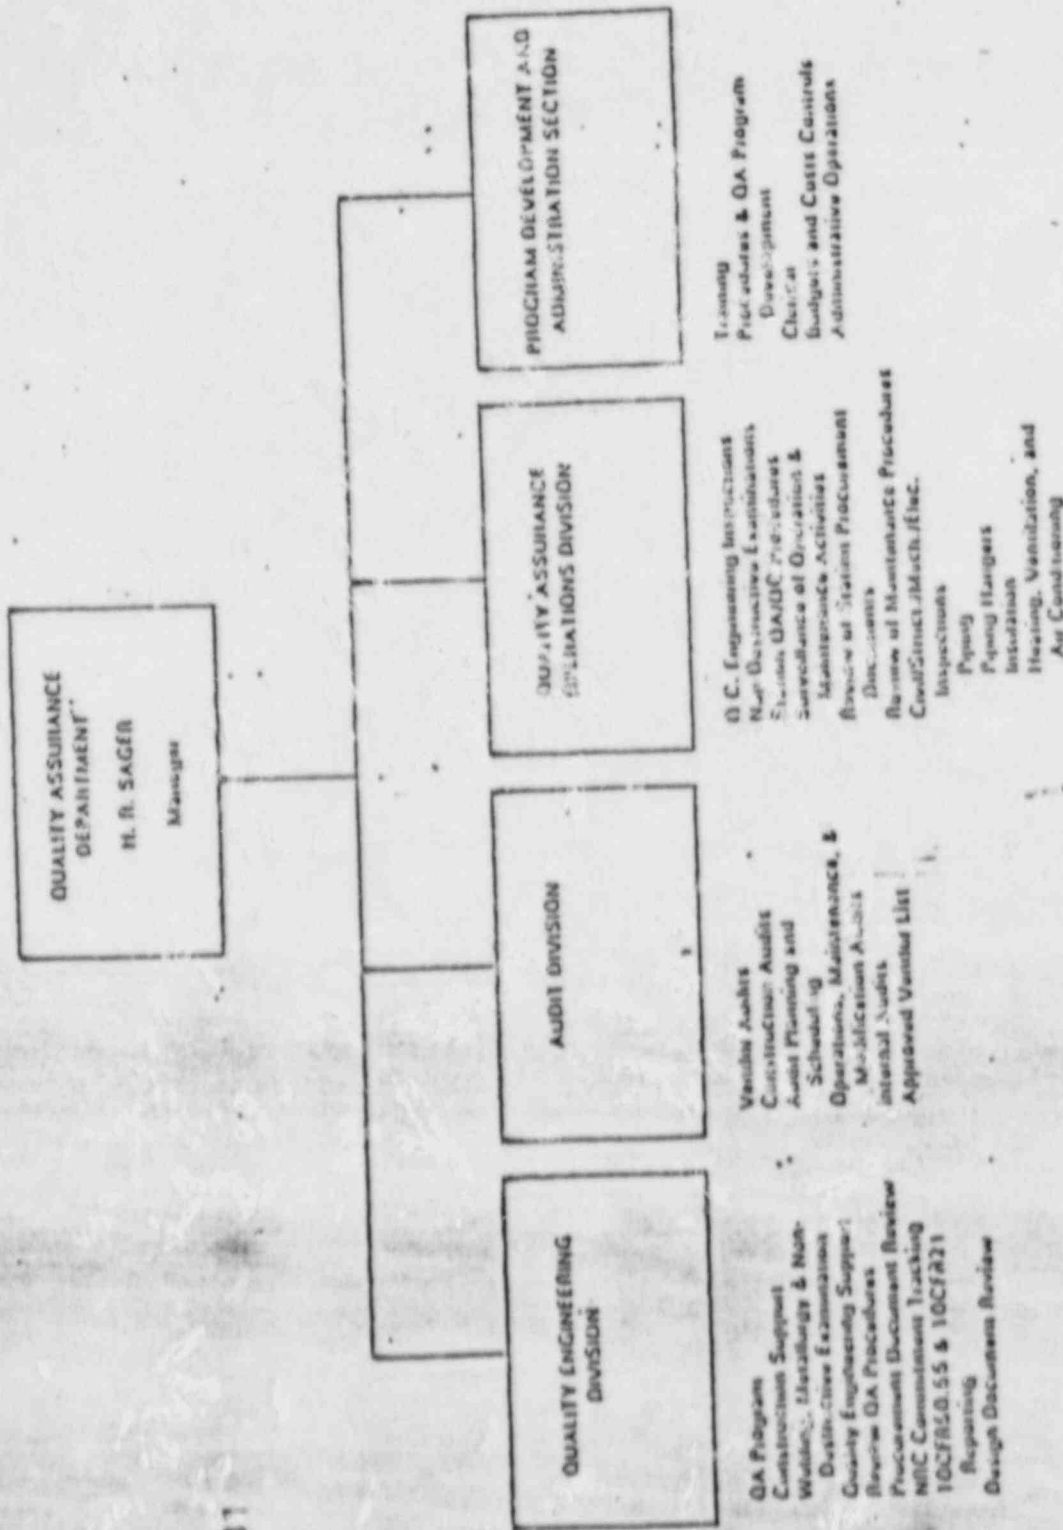 QUALITY ASSURANCE
DEPARTMENT
H. R. SAGER
Manager
QUALITY ENGINEERING
DIVISION
QA Program
Construction Support
Welding, Metallurgy & Non-
Destructive Examinations
Quality Engineering Support
Review QA Procedures
Procurement Document Review
NRC Commitment Tracking
10CFR50.55 & 10CFR21
Reporting
Design Document Review
AUDIT DIVISION
Vendor Audits
Construction Audits
Audit Planning and
Scheduling
Operations, Maintenance, &
Modification Audits
Internal Audits
Approved Vendor List
QUALITY ASSURANCE
OPERATIONS DIVISION
Q.C. Engineering Inspections
Non-Destructive Examinations
Station QA/QC Procedures
Surveillance of Operation &
Maintenance Activities
Review of Station Procurement
Documents
Review of Maintenance Procedures
Civil/Struct./Mech./Elec.
Inspections
Piping
Piping Hangers
Insulation
Heating, Ventilation, and
Air Conditioning
PROGRAM DEVELOPMENT AND
ADMINISTRATION SECTION
Training
Procedures & QA Program
Development
Clerical
Budgets and Costs Controls
Administrative Operations